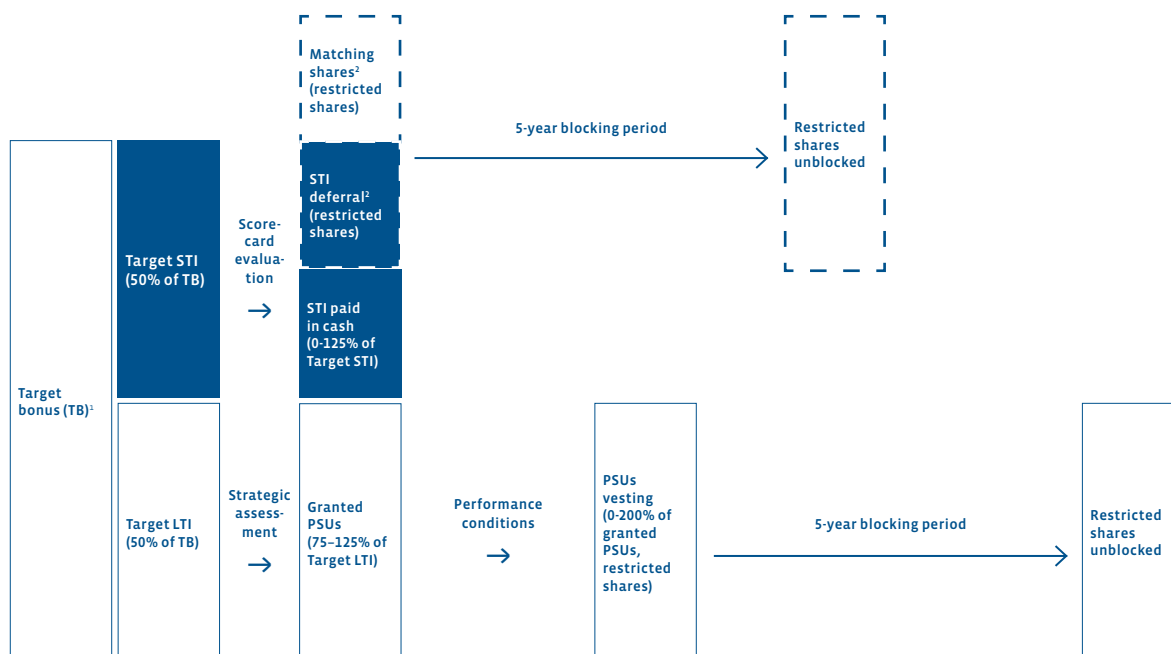 Matching
shares²
(restricted
shares)
5-year blocking period
Restricted
shares
unblocked
STI
deferral²
(restricted
shares)
Score-
card
evalua-
tion
Target STI
(50% of TB)
STI paid
in cash
(0-125% of
Target STI)
Target
bonus (TB)¹
Target LTI
(50% of TB)
Strategic
assess-
ment
Granted
PSUs
(75–125% of
Target LTI)
Performance
conditions
PSUs
vesting
(0-200% of
granted
PSUs,
restricted
shares)
5-year blocking period
Restricted
shares
unblocked